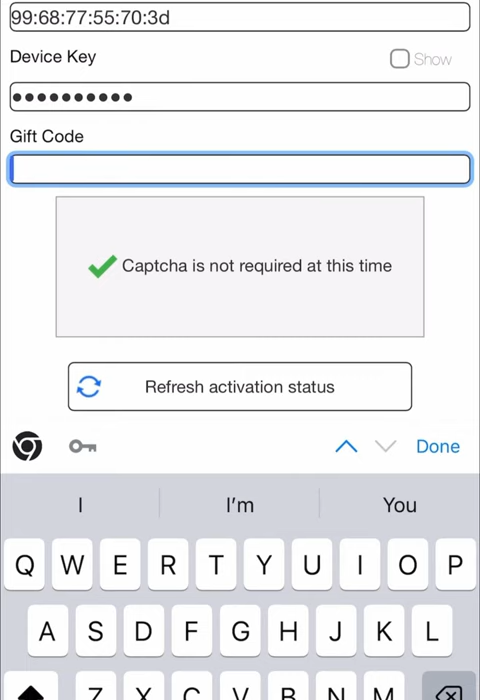 99:68:77:55:70:3d
Device Key
Show
●●●●●●●●●●
Gift Code
Captcha is not required at this time
Refresh activation status
Done
I I'm You
Q W E R T Y U I O P
A S D F G H J K L
Z X C V B N M